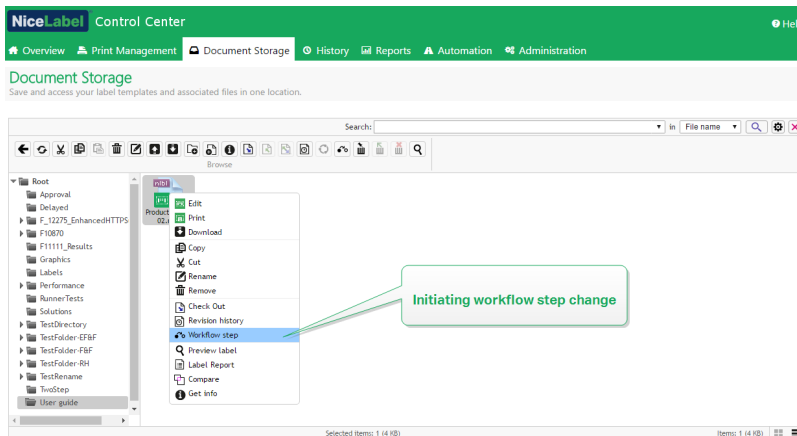 NiceLabel Control Center
Hel
Overview Print Management Document Storage History Reports Automation Administration
Document Storage
Save and access your label templates and associated files in one location.
Search: in File name
Browse
Root
Approval
Delayed
F_12275_EnhancedHTTPS
F10870
F11111_Results
Graphics
Labels
Performance
RunnerTests
Solutions
TestDirectory
TestFolder-EF&F
TestFolder-F&F
TestFolder-RH
TestRename
TwoStep
User guide
nlbl
Product
02.
Edit
Print
Download
Copy
Cut
Rename
Remove
Check Out
Revision history
Workflow step
Preview label
Label Report
Compare
Get info
Initiating workflow step change
Selected items: 1 (4 KB)
Items: 1 (4 KB)